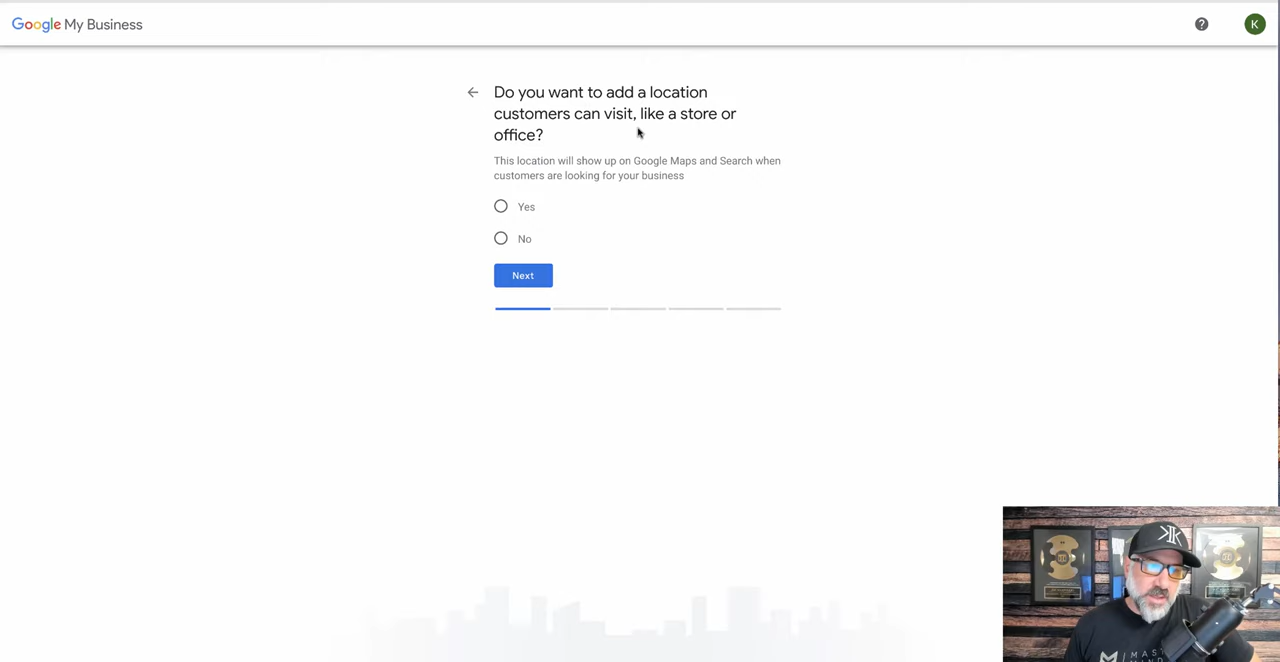 Google My Business
?
K
Do you want to add a location
customers can visit, like a store or
office?
This location will show up on Google Maps and Search when
customers are looking for your business
Yes
No
Next